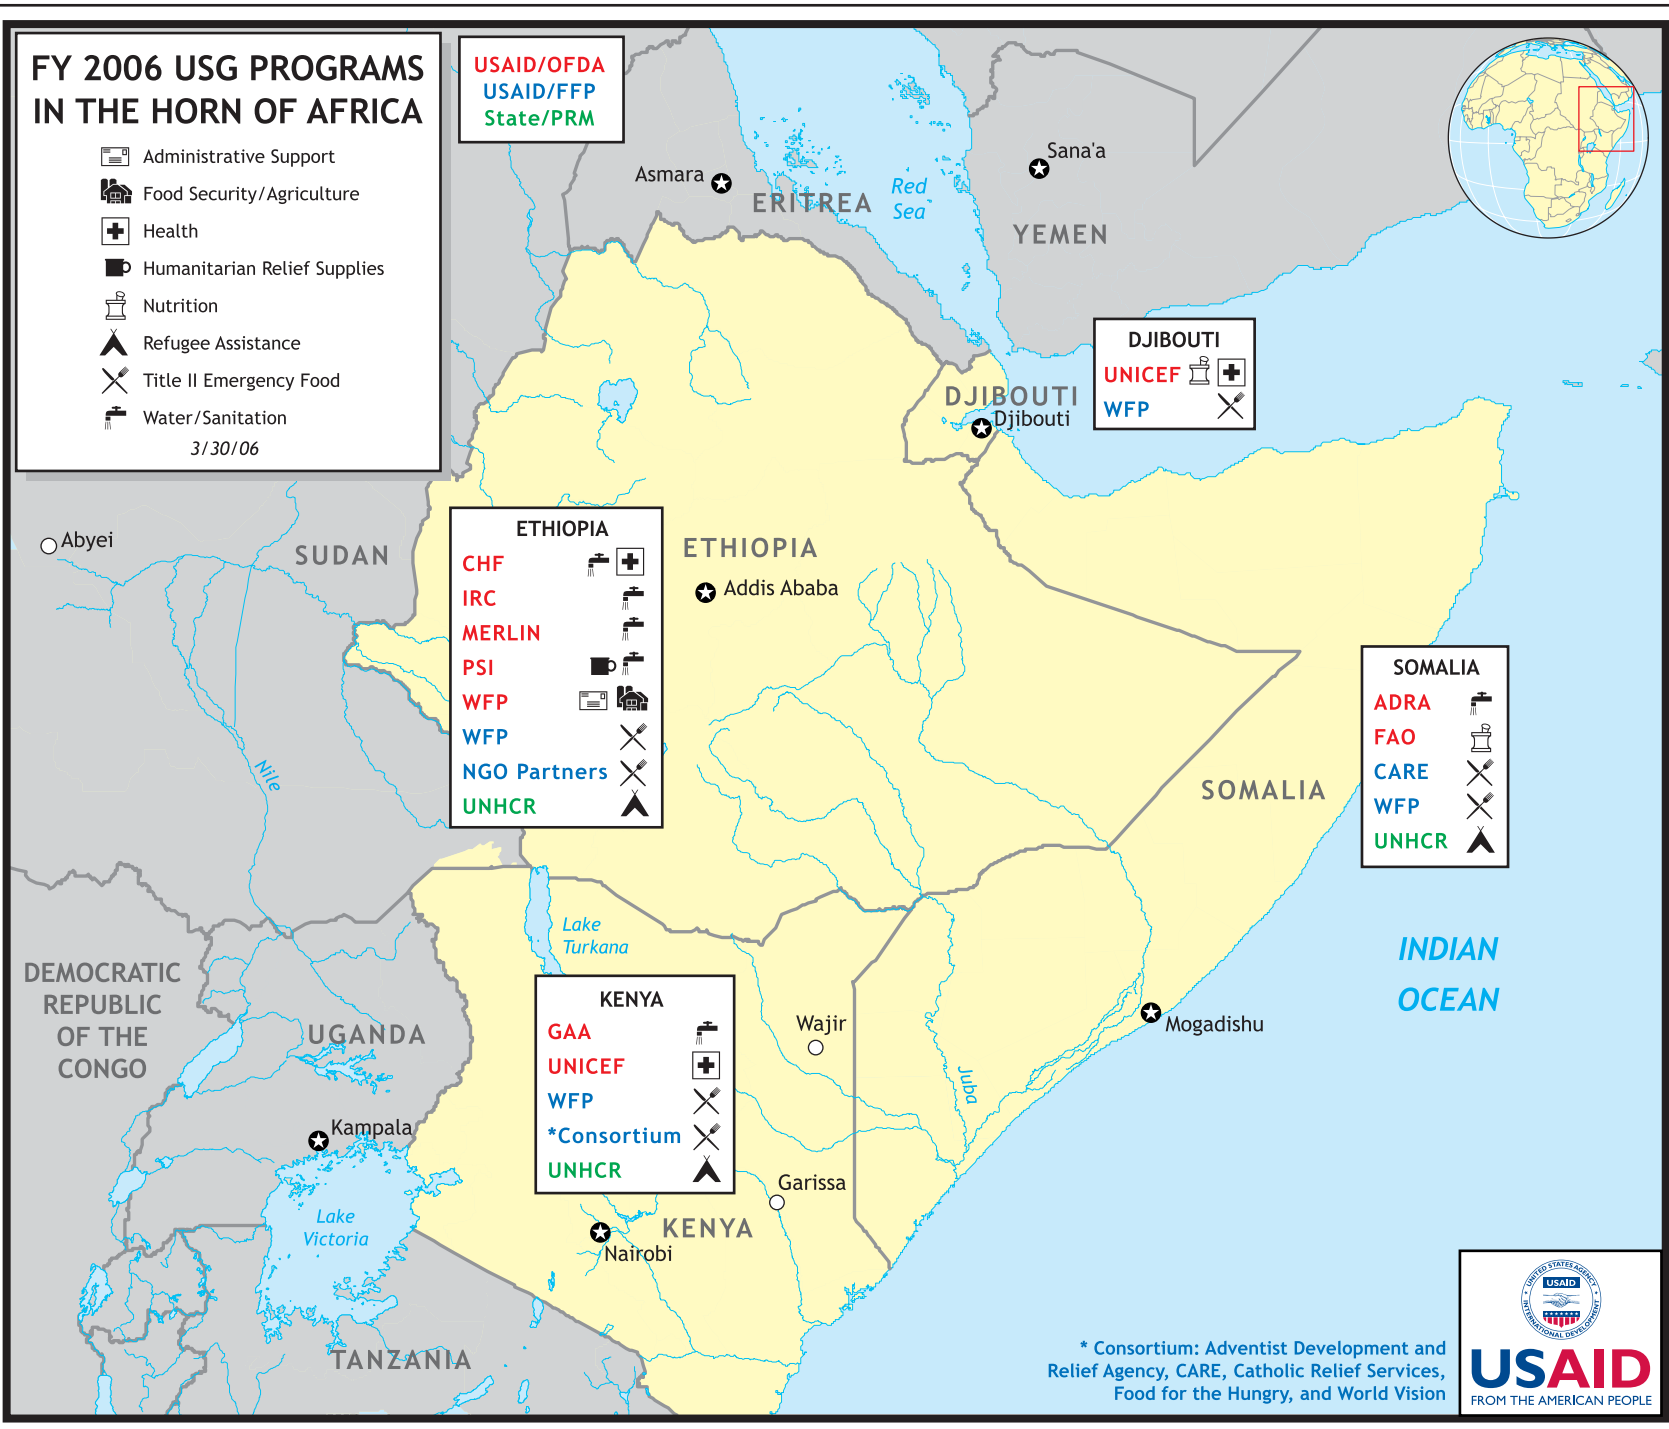 FY 2006 USG PROGRAMS
IN THE HORN OF AFRICA
Administrative Support
Food Security/Agriculture
Health
Humanitarian Relief Supplies
Nutrition
Refugee Assistance
Title II Emergency Food
Water/Sanitation
3/30/06
USAID/OFDA
USAID/FFP
State/PRM
Asmara
ERITREA
Red
Sea
Sana'a
YEMEN
DJIBOUTI
UNICEF
WFP
DJIBOUTI
Djibouti
Abyei
SUDAN
Nile
ETHIOPIA
CHF
IRC
MERLIN
PSI
WFP
WFP
NGO Partners
UNHCR
ETHIOPIA
Addis Ababa
SOMALIA
ADRA
FAO
CARE
WFP
UNHCR
SOMALIA
INDIAN
OCEAN
Mogadishu
Juba
Lake
Turkana
KENYA
GAA
UNICEF
WFP
*Consortium
UNHCR
Wajir
Garissa
KENYA
Nairobi
DEMOCRATIC
REPUBLIC
OF THE
CONGO
UGANDA
Kampala
Lake
Victoria
TANZANIA
* Consortium: Adventist Development and
Relief Agency, CARE, Catholic Relief Services,
Food for the Hungry, and World Vision
UNITED STATES AGENCY
USAID
INTERNATIONAL DEVELOPMENT
USAID
FROM THE AMERICAN PEOPLE